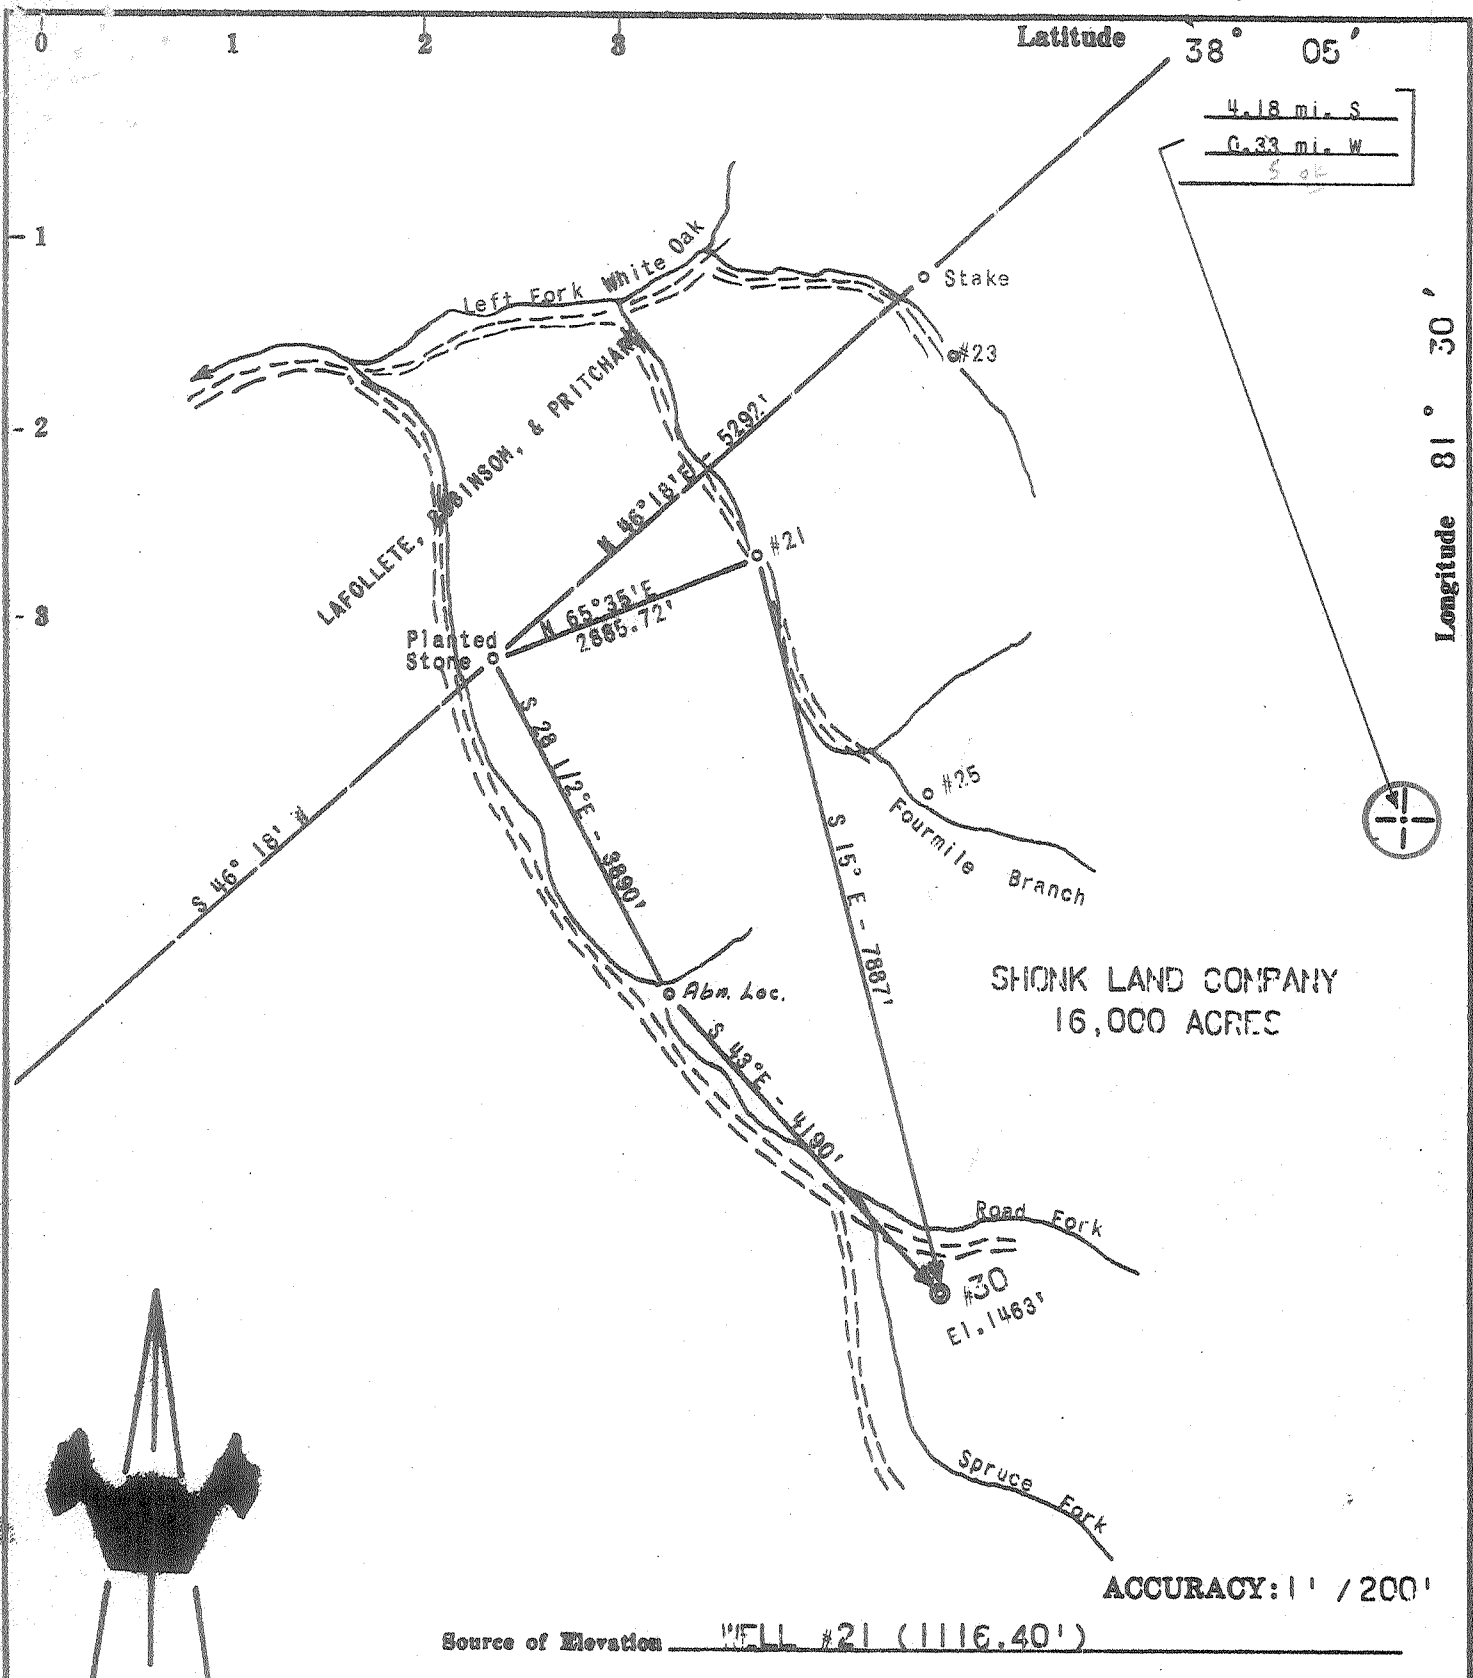 0 1 2 3 Latitude 38° 05'
4.18 mi. S
0.33 mi. W
- 1
- 2
- 3
Longitude 81° 30'
Left Fork White Oak
Stake
#23
LAFOLLETE, ROBINSON, & PRITCHARD
N 46°18'E - 5292'
#21
N 65°35'E
2885.72'
Planted
Stone
S 28 1/2°E - 3890'
S 46° 18' W
#25
Fourmile Branch
S 15° E - 7887'
SHONK LAND COMPANY
16,000 ACRES
Abn. Loc.
S 43°E - 4190'
Road Fork
#30
El. 1463'
Spruce Fork
ACCURACY: 1' / 200'
Source of Elevation WELL #21 (1116.40')